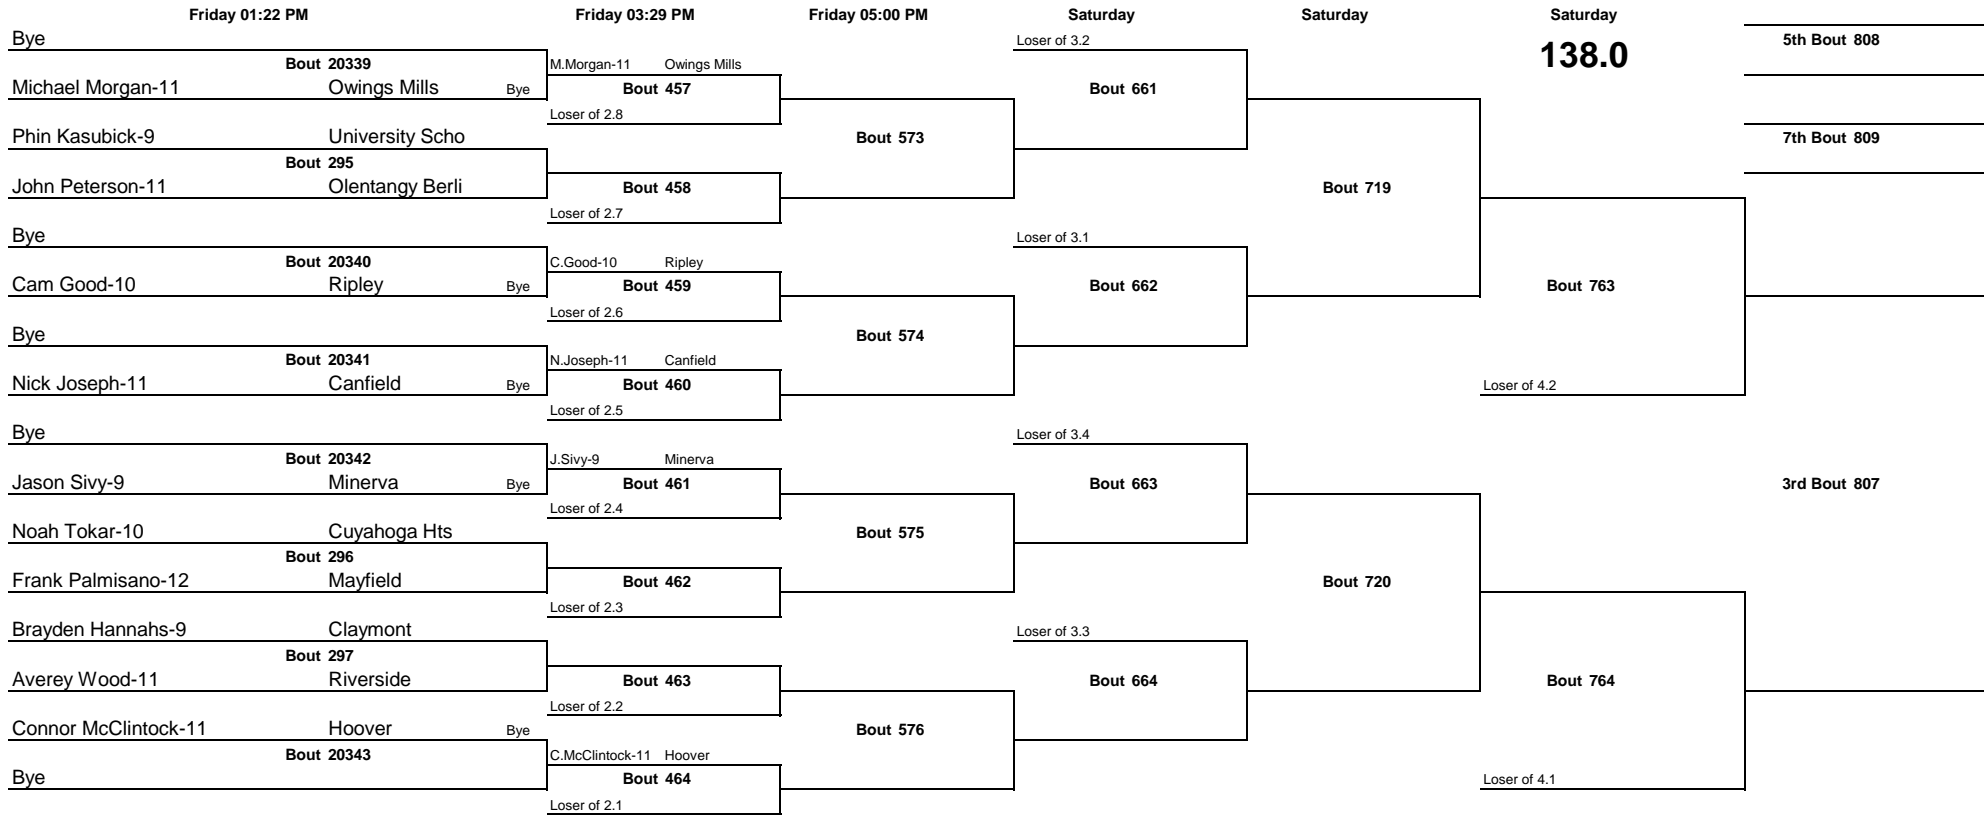 Friday 01:22 PM Friday 03:29 PM Friday 05:00 PM Saturday Saturday Saturday
Bye Loser of 3.2 138.0 5th Bout 808
Bout 20339 M.Morgan-11 Owings Mills
Michael Morgan-11 Owings Mills Bye Bout 457 Bout 661
Loser of 2.8
Phin Kasubick-9 University Scho Bout 573 7th Bout 809
Bout 295
John Peterson-11 Olentangy Berli Bout 458 Bout 719
Loser of 2.7
Bye Loser of 3.1
Bout 20340 C.Good-10 Ripley
Cam Good-10 Ripley Bye Bout 459 Bout 662 Bout 763
Loser of 2.6
Bye Bout 574
Bout 20341 N.Joseph-11 Canfield
Nick Joseph-11 Canfield Bye Bout 460 Loser of 4.2
Loser of 2.5
Bye Loser of 3.4
Bout 20342 J.Sivy-9 Minerva
Jason Sivy-9 Minerva Bye Bout 461 Bout 663 3rd Bout 807
Loser of 2.4
Noah Tokar-10 Cuyahoga Hts Bout 575
Bout 296
Frank Palmisano-12 Mayfield Bout 462 Bout 720
Loser of 2.3
Brayden Hannahs-9 Claymont Loser of 3.3
Bout 297
Averey Wood-11 Riverside Bout 463 Bout 664 Bout 764
Loser of 2.2
Connor McClintock-11 Hoover Bye Bout 576
Bout 20343 C.McClintock-11 Hoover
Bye Bout 464 Loser of 4.1
Loser of 2.1